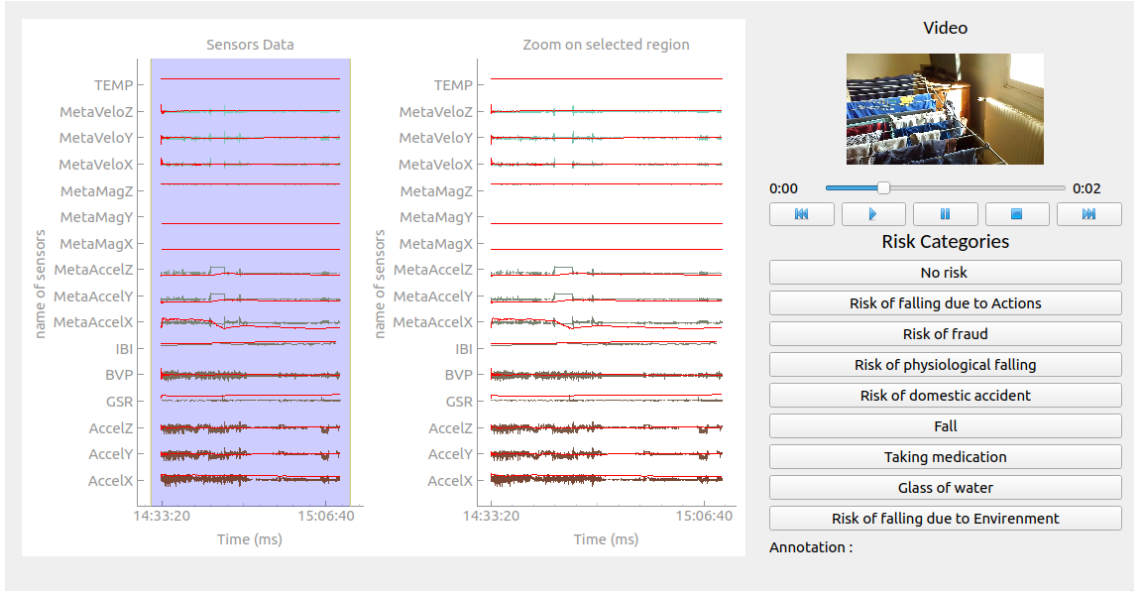 Sensors Data
TEMP
MetaVeloZ
MetaVeloY
MetaVeloX
MetaMagZ
MetaMagY
MetaMagX
MetaAccelZ
MetaAccelY
MetaAccelX
IBI
BVP
GSR
AccelZ
AccelY
AccelX
name of sensors
14:33:20 15:06:40
Time (ms)
Zoom on selected region
TEMP
MetaVeloZ
MetaVeloY
MetaVeloX
MetaMagZ
MetaMagY
MetaMagX
MetaAccelZ
MetaAccelY
MetaAccelX
IBI
BVP
GSR
AccelZ
AccelY
AccelX
name of sensors
14:33:20 15:06:40
Time (ms)
Video
0:00 0:02
Risk Categories
No risk
Risk of falling due to Actions
Risk of fraud
Risk of physiological falling
Risk of domestic accident
Fall
Taking medication
Glass of water
Risk of falling due to Envirenment
Annotation :